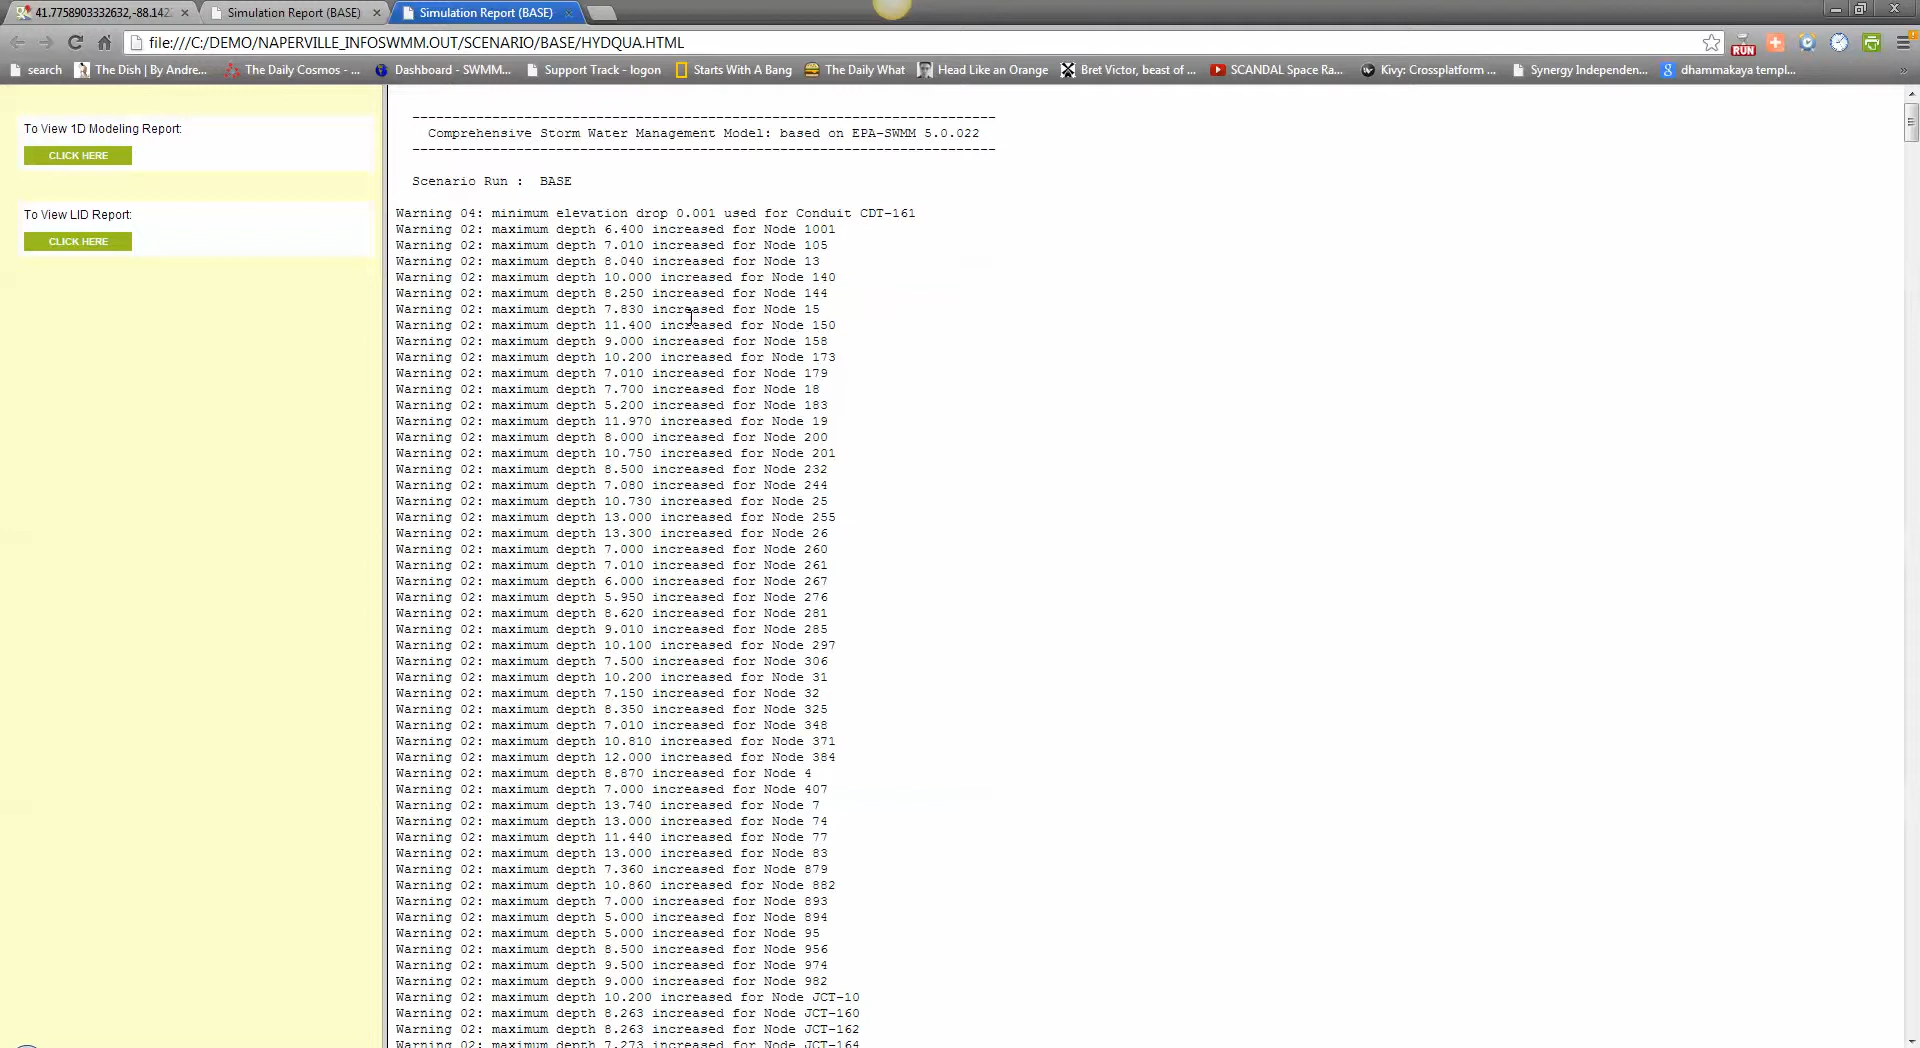 41.7758903332632,-88.142
Simulation Report (BASE)
Simulation Report (BASE)
file:///C:/DEMO/NAPERVILLE_INFOSWMM.OUT/SCENARIO/BASE/HYDQUA.HTML
RUN
search
The Dish | By Andre...
The Daily Cosmos - ...
Dashboard - SWMM...
Support Track - logon
Starts With A Bang
The Daily What
Head Like an Orange
Bret Victor, beast of ...
SCANDAL Space Ra...
Kivy: Crossplatform ...
Synergy Independen...
dhammakaya templ...
To View 1D Modeling Report:
CLICK HERE
To View LID Report:
CLICK HERE
Comprehensive Storm Water Management Model: based on EPA-SWMM 5.0.022
Scenario Run :  BASE
Warning 04: minimum elevation drop 0.001 used for Conduit CDT-161
Warning 02: maximum depth 6.400 increased for Node 1001
Warning 02: maximum depth 7.010 increased for Node 105
Warning 02: maximum depth 8.040 increased for Node 13
Warning 02: maximum depth 10.000 increased for Node 140
Warning 02: maximum depth 8.250 increased for Node 144
Warning 02: maximum depth 7.830 increased for Node 15
Warning 02: maximum depth 11.400 increased for Node 150
Warning 02: maximum depth 9.000 increased for Node 158
Warning 02: maximum depth 10.200 increased for Node 173
Warning 02: maximum depth 7.010 increased for Node 179
Warning 02: maximum depth 7.700 increased for Node 18
Warning 02: maximum depth 5.200 increased for Node 183
Warning 02: maximum depth 11.970 increased for Node 19
Warning 02: maximum depth 8.000 increased for Node 200
Warning 02: maximum depth 10.750 increased for Node 201
Warning 02: maximum depth 8.500 increased for Node 232
Warning 02: maximum depth 7.080 increased for Node 244
Warning 02: maximum depth 10.730 increased for Node 25
Warning 02: maximum depth 13.000 increased for Node 255
Warning 02: maximum depth 13.300 increased for Node 26
Warning 02: maximum depth 7.000 increased for Node 260
Warning 02: maximum depth 7.010 increased for Node 261
Warning 02: maximum depth 6.000 increased for Node 267
Warning 02: maximum depth 5.950 increased for Node 276
Warning 02: maximum depth 8.620 increased for Node 281
Warning 02: maximum depth 9.010 increased for Node 285
Warning 02: maximum depth 10.100 increased for Node 297
Warning 02: maximum depth 7.500 increased for Node 306
Warning 02: maximum depth 10.200 increased for Node 31
Warning 02: maximum depth 7.150 increased for Node 32
Warning 02: maximum depth 8.350 increased for Node 325
Warning 02: maximum depth 7.010 increased for Node 348
Warning 02: maximum depth 10.810 increased for Node 371
Warning 02: maximum depth 12.000 increased for Node 384
Warning 02: maximum depth 8.870 increased for Node 4
Warning 02: maximum depth 7.000 increased for Node 407
Warning 02: maximum depth 13.740 increased for Node 7
Warning 02: maximum depth 13.000 increased for Node 74
Warning 02: maximum depth 11.440 increased for Node 77
Warning 02: maximum depth 13.000 increased for Node 83
Warning 02: maximum depth 7.360 increased for Node 879
Warning 02: maximum depth 10.860 increased for Node 882
Warning 02: maximum depth 7.000 increased for Node 893
Warning 02: maximum depth 5.000 increased for Node 894
Warning 02: maximum depth 5.000 increased for Node 95
Warning 02: maximum depth 8.500 increased for Node 956
Warning 02: maximum depth 9.500 increased for Node 974
Warning 02: maximum depth 9.000 increased for Node 982
Warning 02: maximum depth 10.200 increased for Node JCT-10
Warning 02: maximum depth 8.263 increased for Node JCT-160
Warning 02: maximum depth 8.263 increased for Node JCT-162
Warning 02: maximum depth 7.273 increased for Node JCT-164